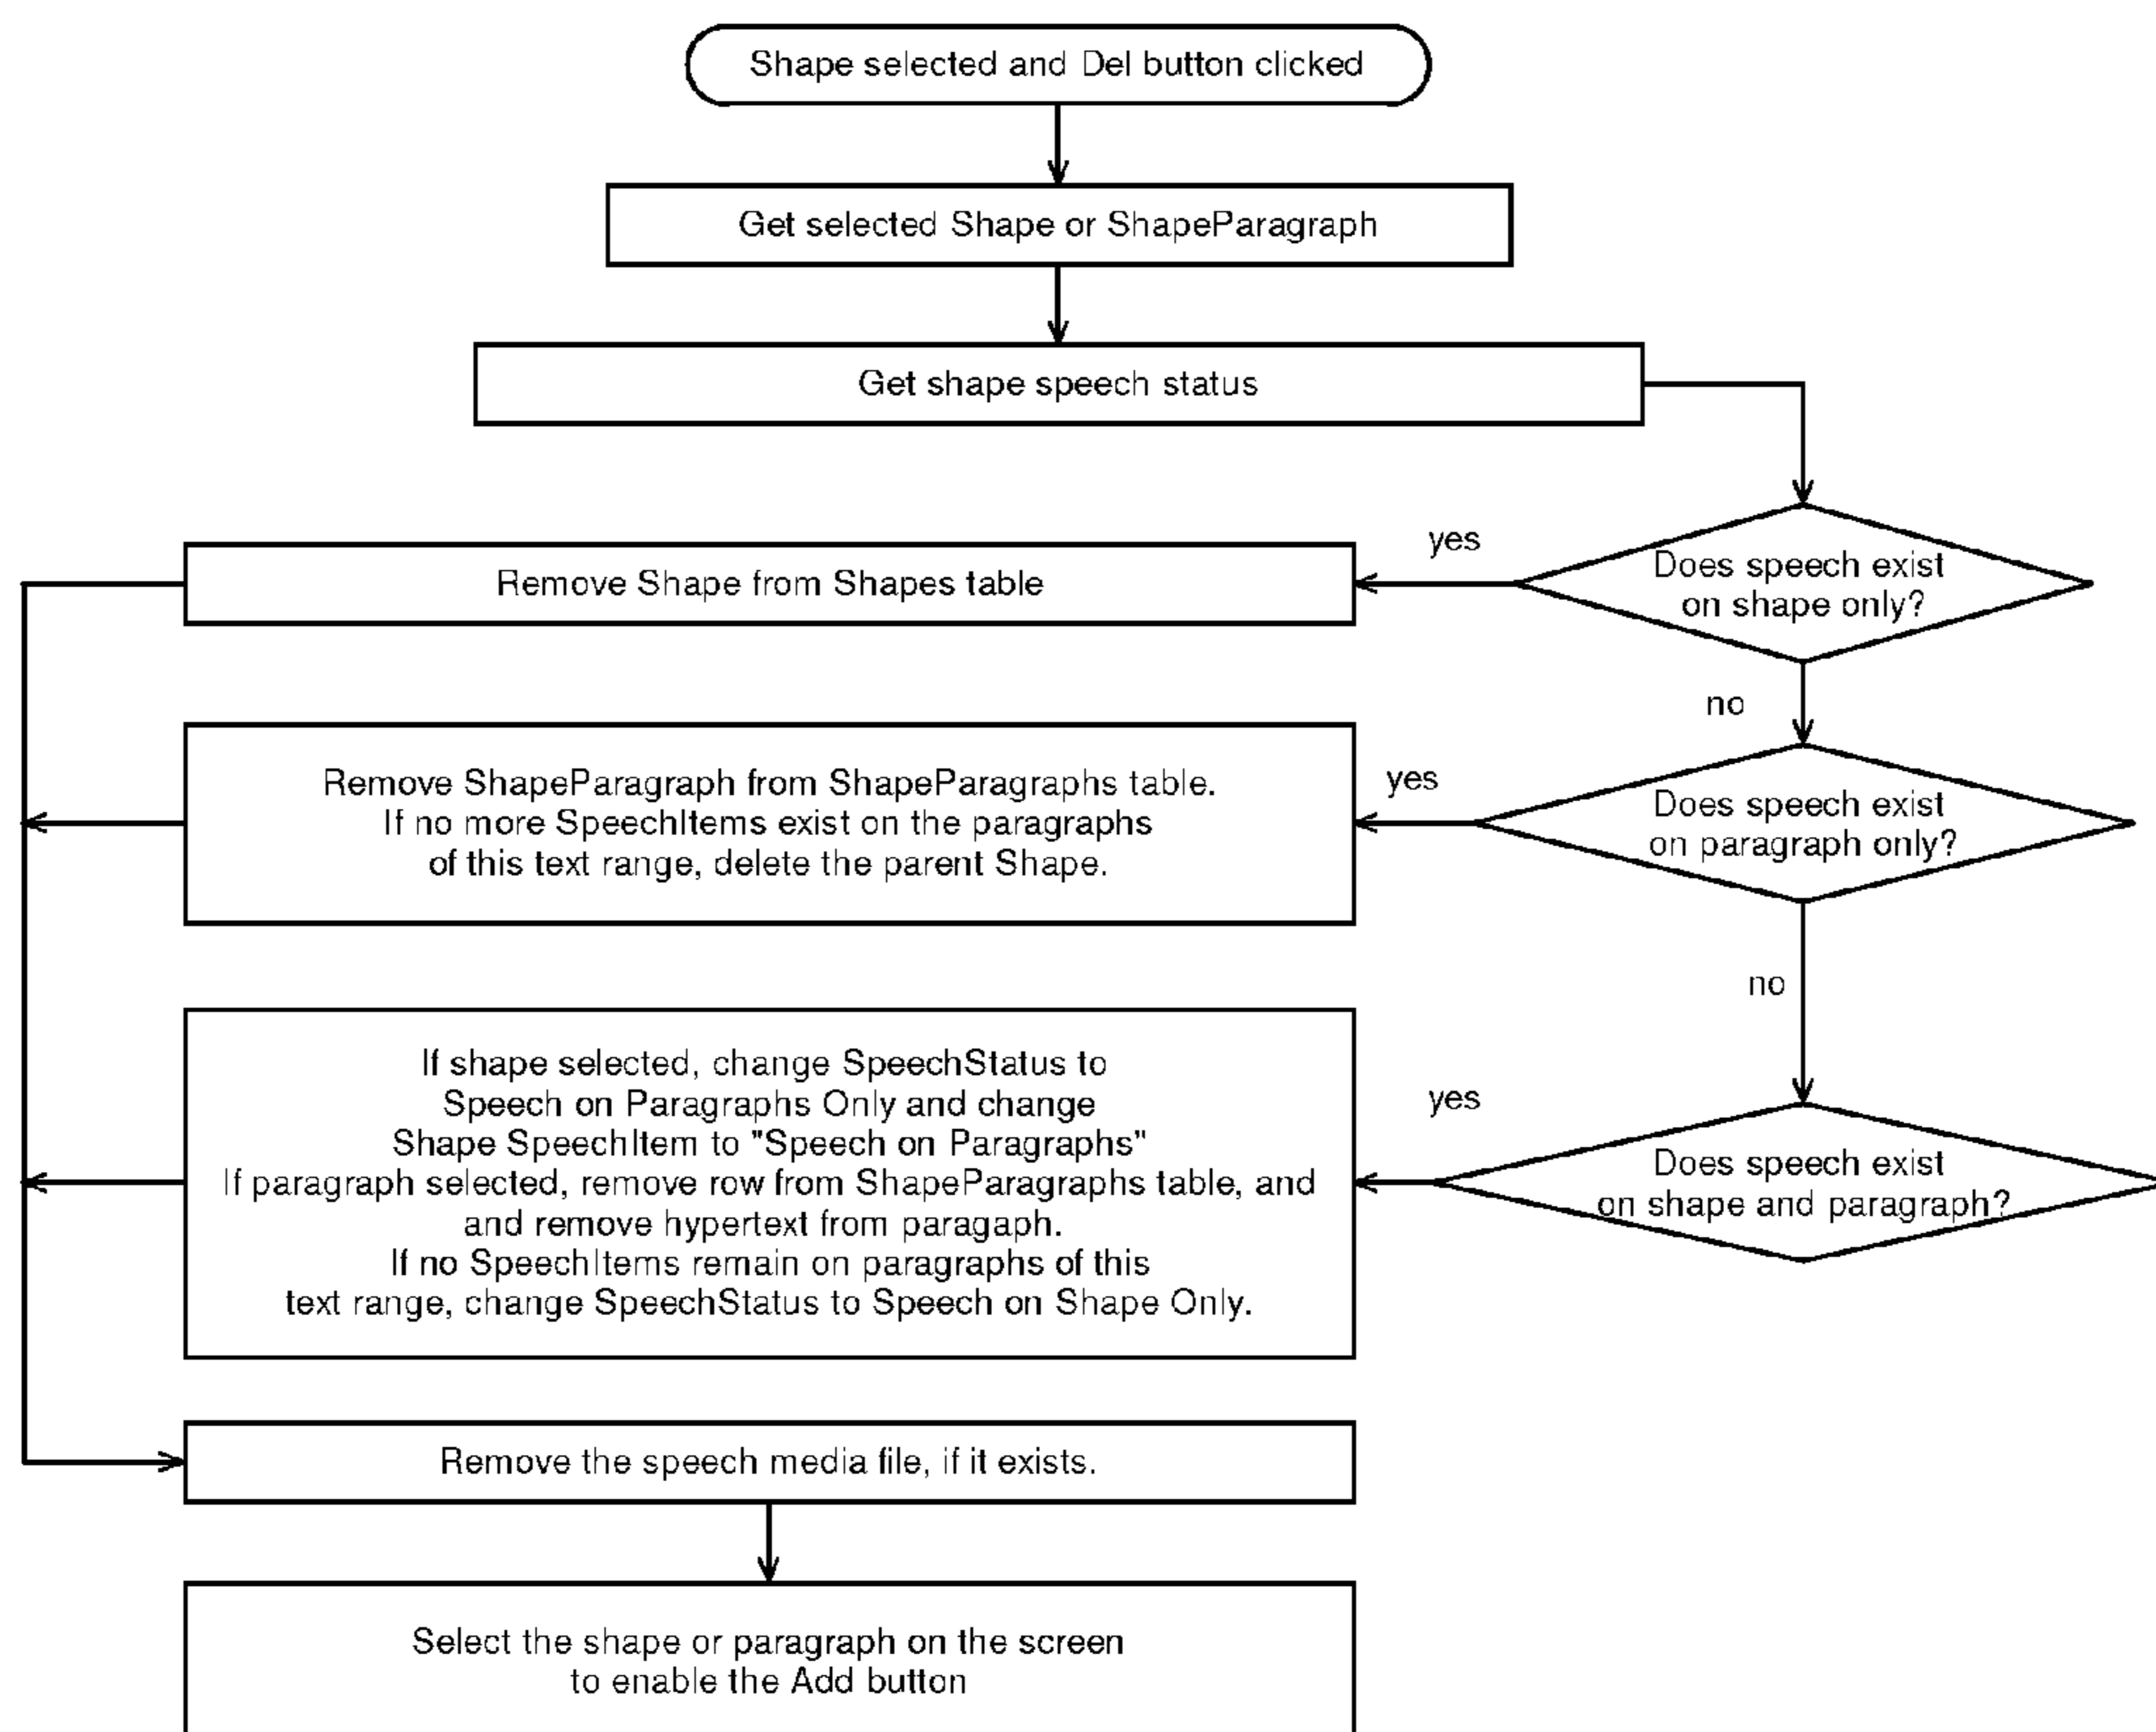 Shape selected and Del button clicked
Get selected Shape or ShapeParagraph
Get shape speech status
yes
Does speech exist
on shape only?
Remove Shape from Shapes table
no
yes
Does speech exist
on paragraph only?
Remove ShapeParagraph from ShapeParagraphs table.
If no more SpeechItems exist on the paragraphs
of this text range, delete the parent Shape.
no
yes
Does speech exist
on shape and paragraph?
If shape selected, change SpeechStatus to
Speech on Paragraphs Only and change
Shape SpeechItem to "Speech on Paragraphs"
If paragraph selected, remove row from ShapeParagraphs table, and
and remove hypertext from paragaph.
If no SpeechItems remain on paragraphs of this
text range, change SpeechStatus to Speech on Shape Only.
Remove the speech media file, if it exists.
Select the shape or paragraph on the screen
to enable the Add button